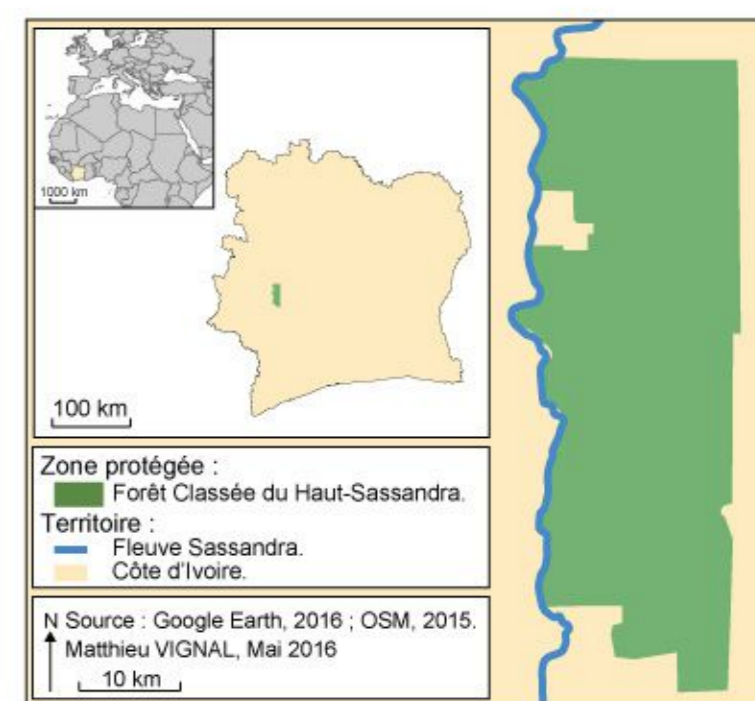 1000 km
100 km
Zone protégée :
Forêt Classée du Haut-Sassandra.
Territoire :
Fleuve Sassandra.
Côte d'Ivoire.
N Source : Google Earth, 2016 ; OSM, 2015.
Matthieu VIGNAL, Mai 2016
10 km